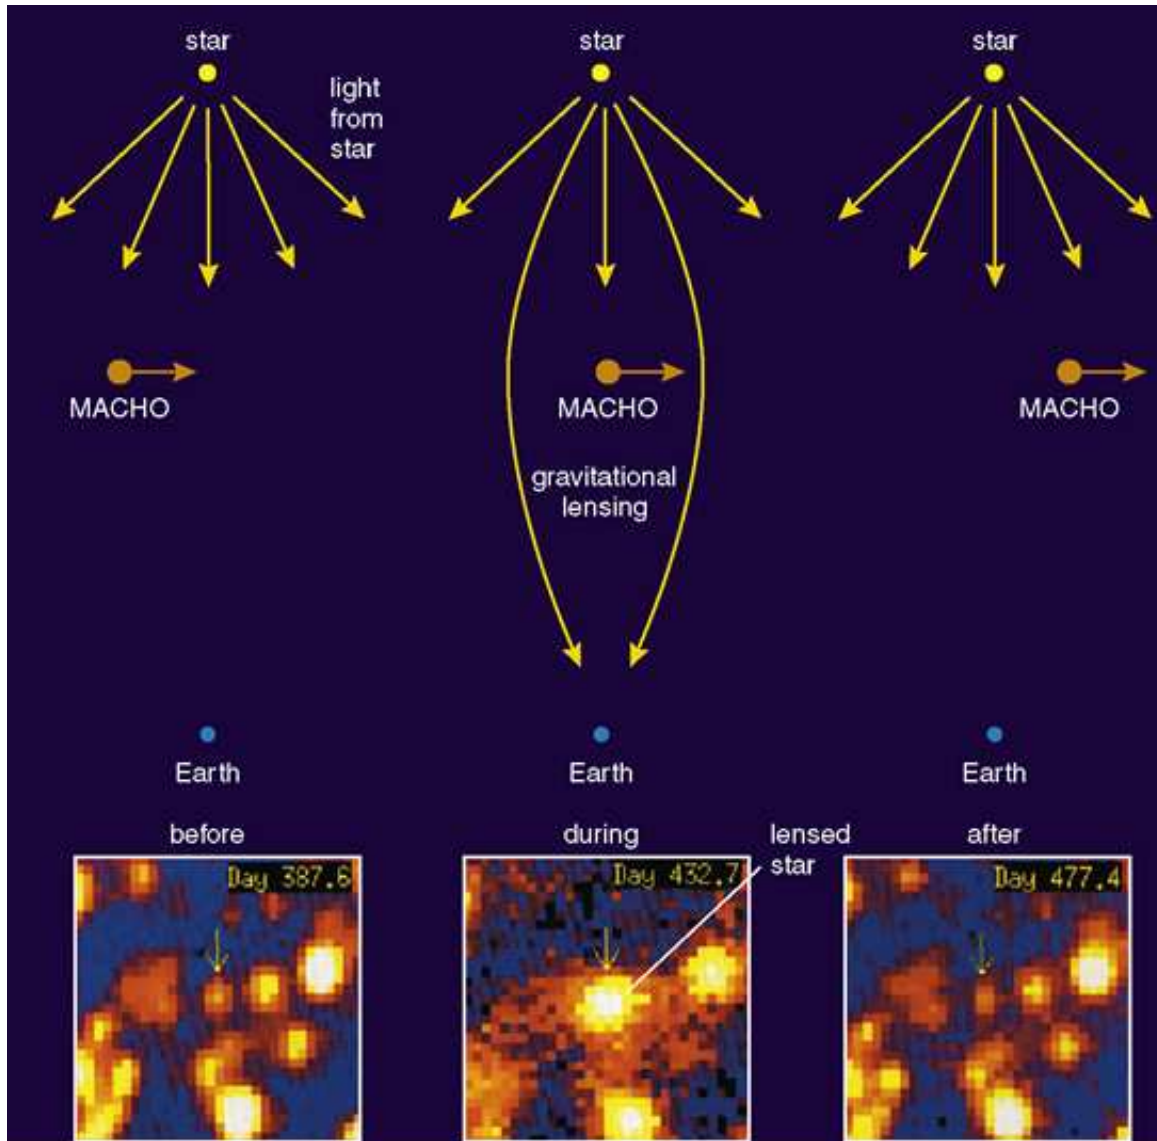 star
light
from
star
MACHO
Earth
before
Day 387.6
star
MACHO
gravitational
lensing
Earth
during
lensed
star
Day 432.7
star
MACHO
Earth
after
Day 477.4